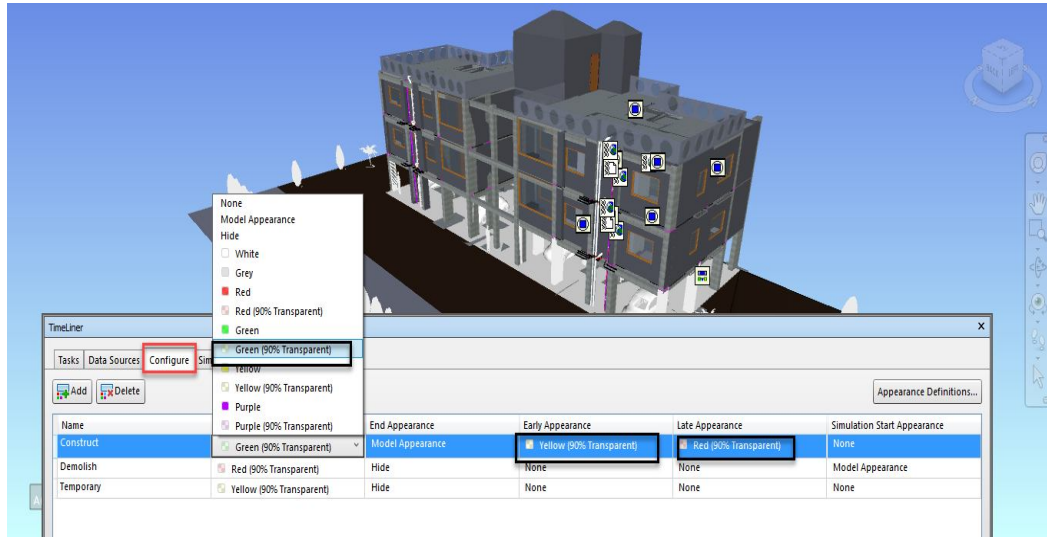 None
Model Appearance
Hide
White
Grey
Red
Red (90% Transparent)
Green
TimeLiner x
Tasks Data Sources Configure Green (90% Transparent)
Yellow
Add Delete Yellow (90% Transparent) Appearance Definitions...
Purple
Name Purple (90% Transparent) End Appearance Early Appearance Late Appearance Simulation Start Appearance
Construct Green (90% Transparent) Model Appearance Yellow (90% Transparent) Red (90% Transparent) None
Demolish Red (90% Transparent) Hide None None Model Appearance
Temporary Yellow (90% Transparent) Hide None None None